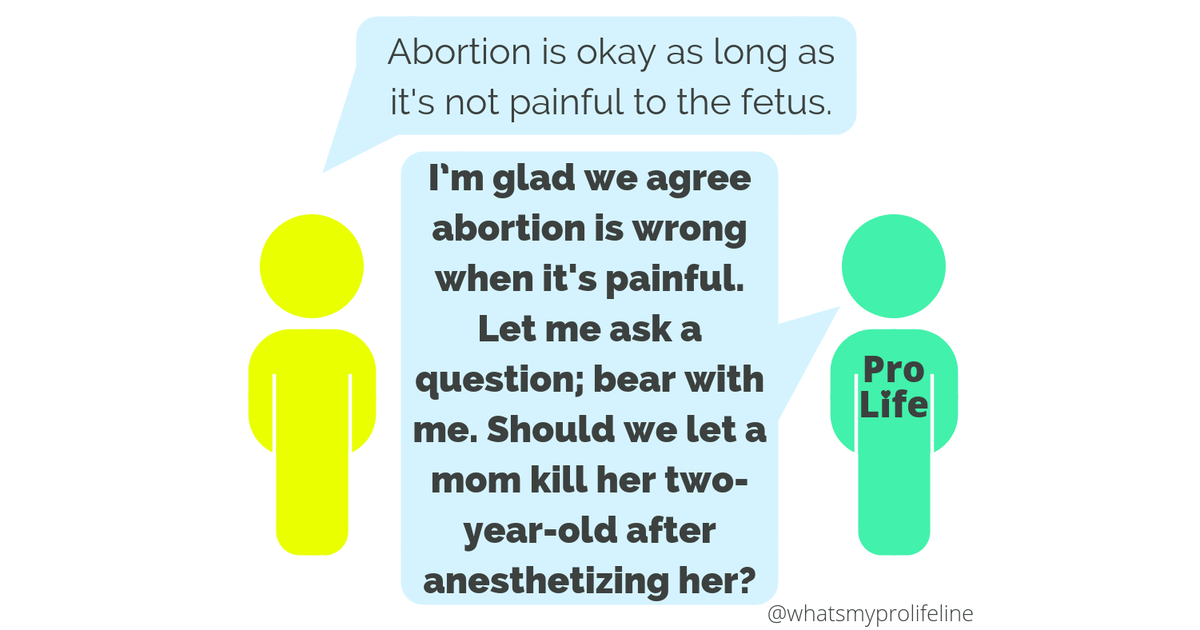 Abortion is okay as long as
it's not painful to the fetus.
I'm glad we agree
abortion is wrong
when it's painful.
Let me ask a
question; bear with
me. Should we let a
mom kill her two-
year-old after
anesthetizing her?
Pro
Life
@whatsmyprolifeline